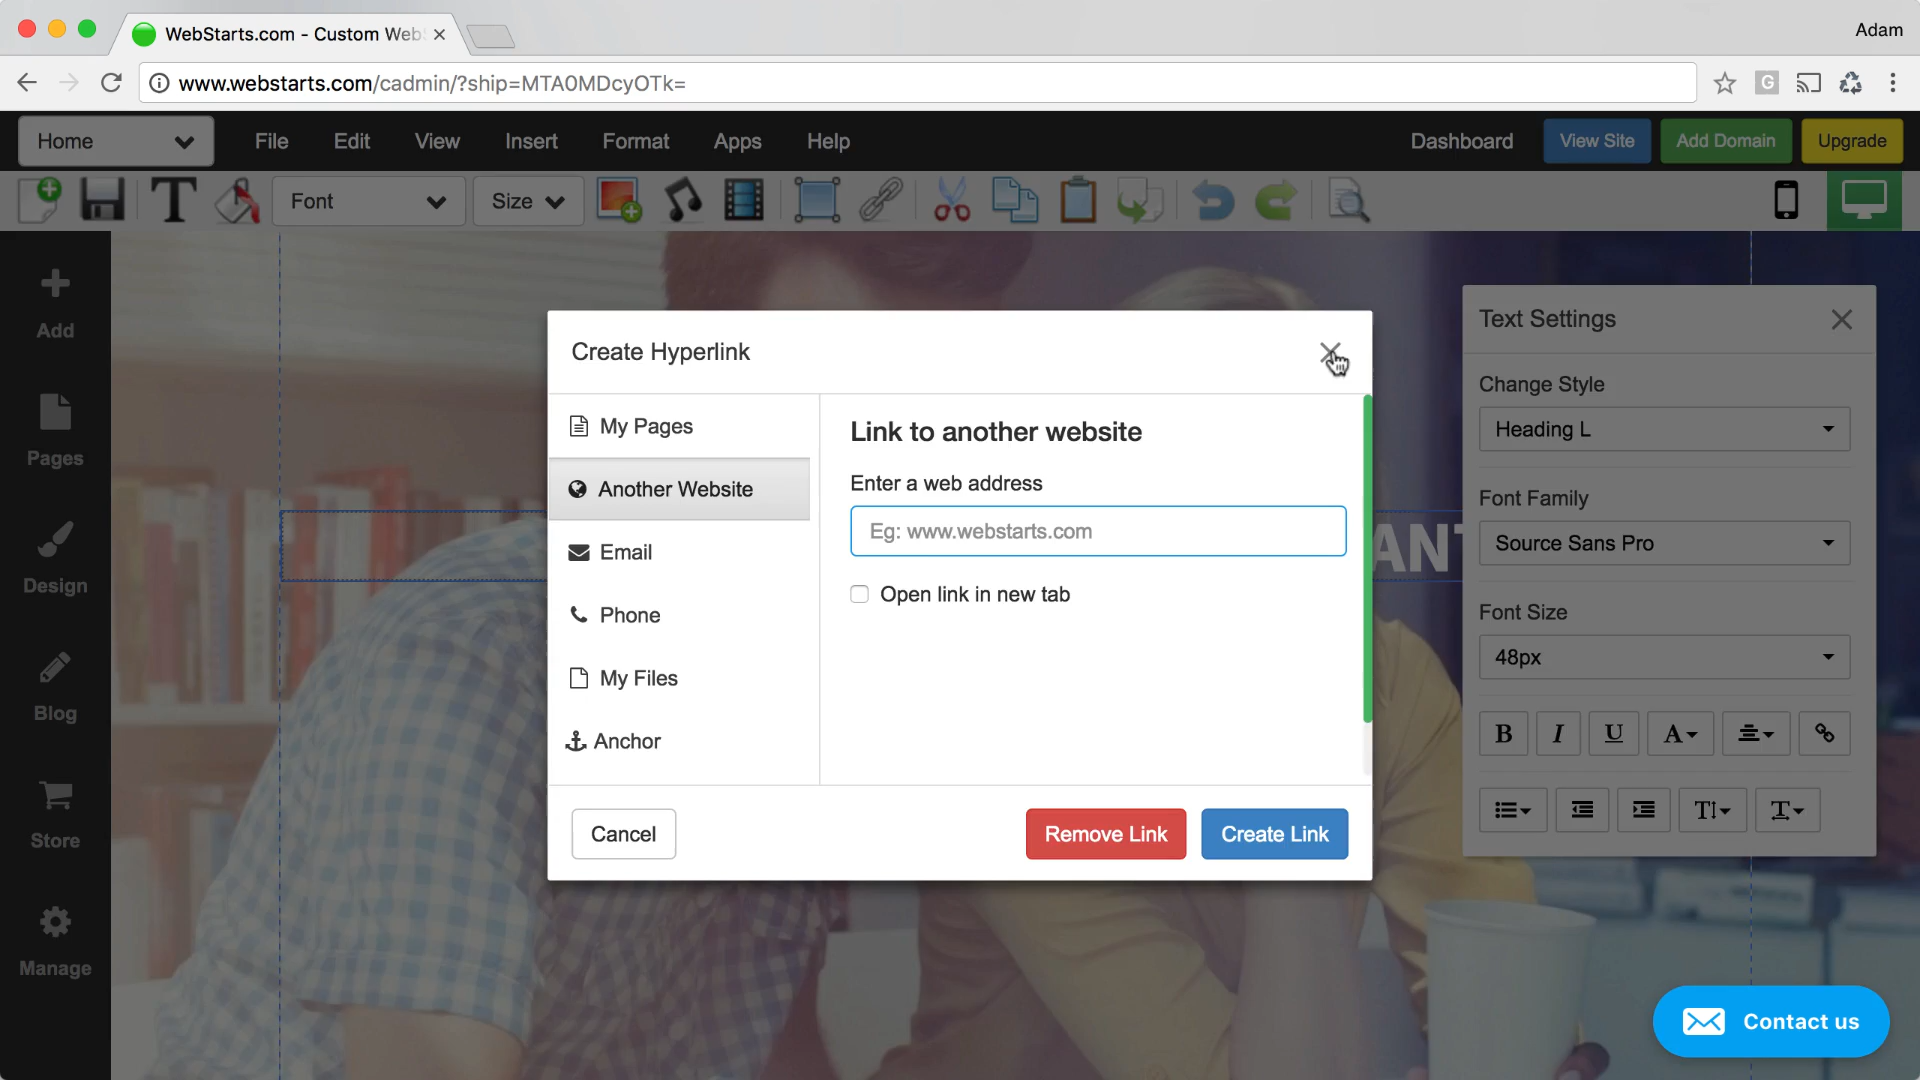 WebStarts.com - Custom Web
Adam
www.webstarts.com/cadmin/?ship=MTA0MDcyOTk=
G
Home
File
Edit
View
Insert
Format
Apps
Help
Dashboard
View Site
Add Domain
Upgrade
T
Font
Size
Add
Pages
Design
Blog
Store
Manage
Create Hyperlink
My Pages
Another Website
Email
Phone
My Files
Anchor
Link to another website
Enter a web address
Eg: www.webstarts.com
Open link in new tab
Cancel
Remove Link
Create Link
ANT
Text Settings
Change Style
Heading L
Font Family
Source Sans Pro
Font Size
48px
B I U A
Contact us